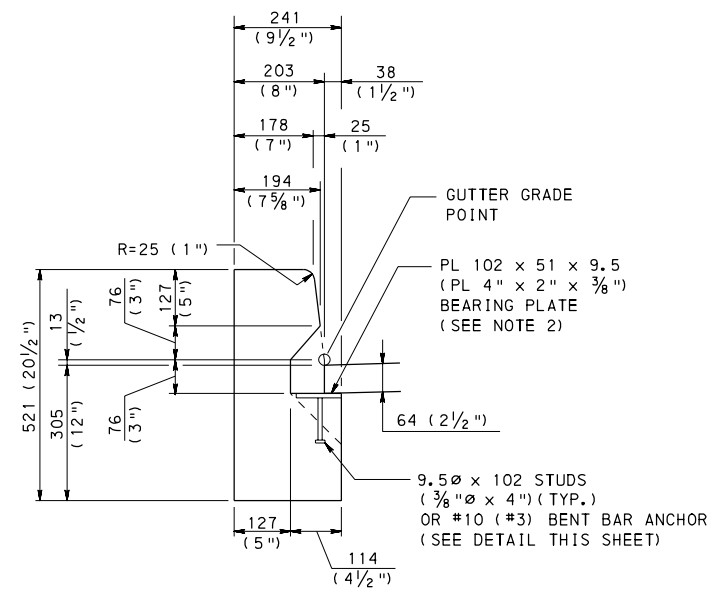 241
(9½")
203
(8")
38
(1½")
178
(7")
25
(1")
194
(7⅝")
GUTTER GRADE
POINT
R=25 (1")
PL 102 x 51 x 9.5
(PL 4" x 2" x ⅜")
BEARING PLATE
(SEE NOTE 2)
76
(3")
127
(5")
13
(½")
521 (20½")
305
(12")
76
(3")
64 (2½")
9.5ø x 102 STUDS
(⅜"ø x 4")(TYP.)
OR #10 (#3) BENT BAR ANCHOR
(SEE DETAIL THIS SHEET)
127
(5")
114
(4½")